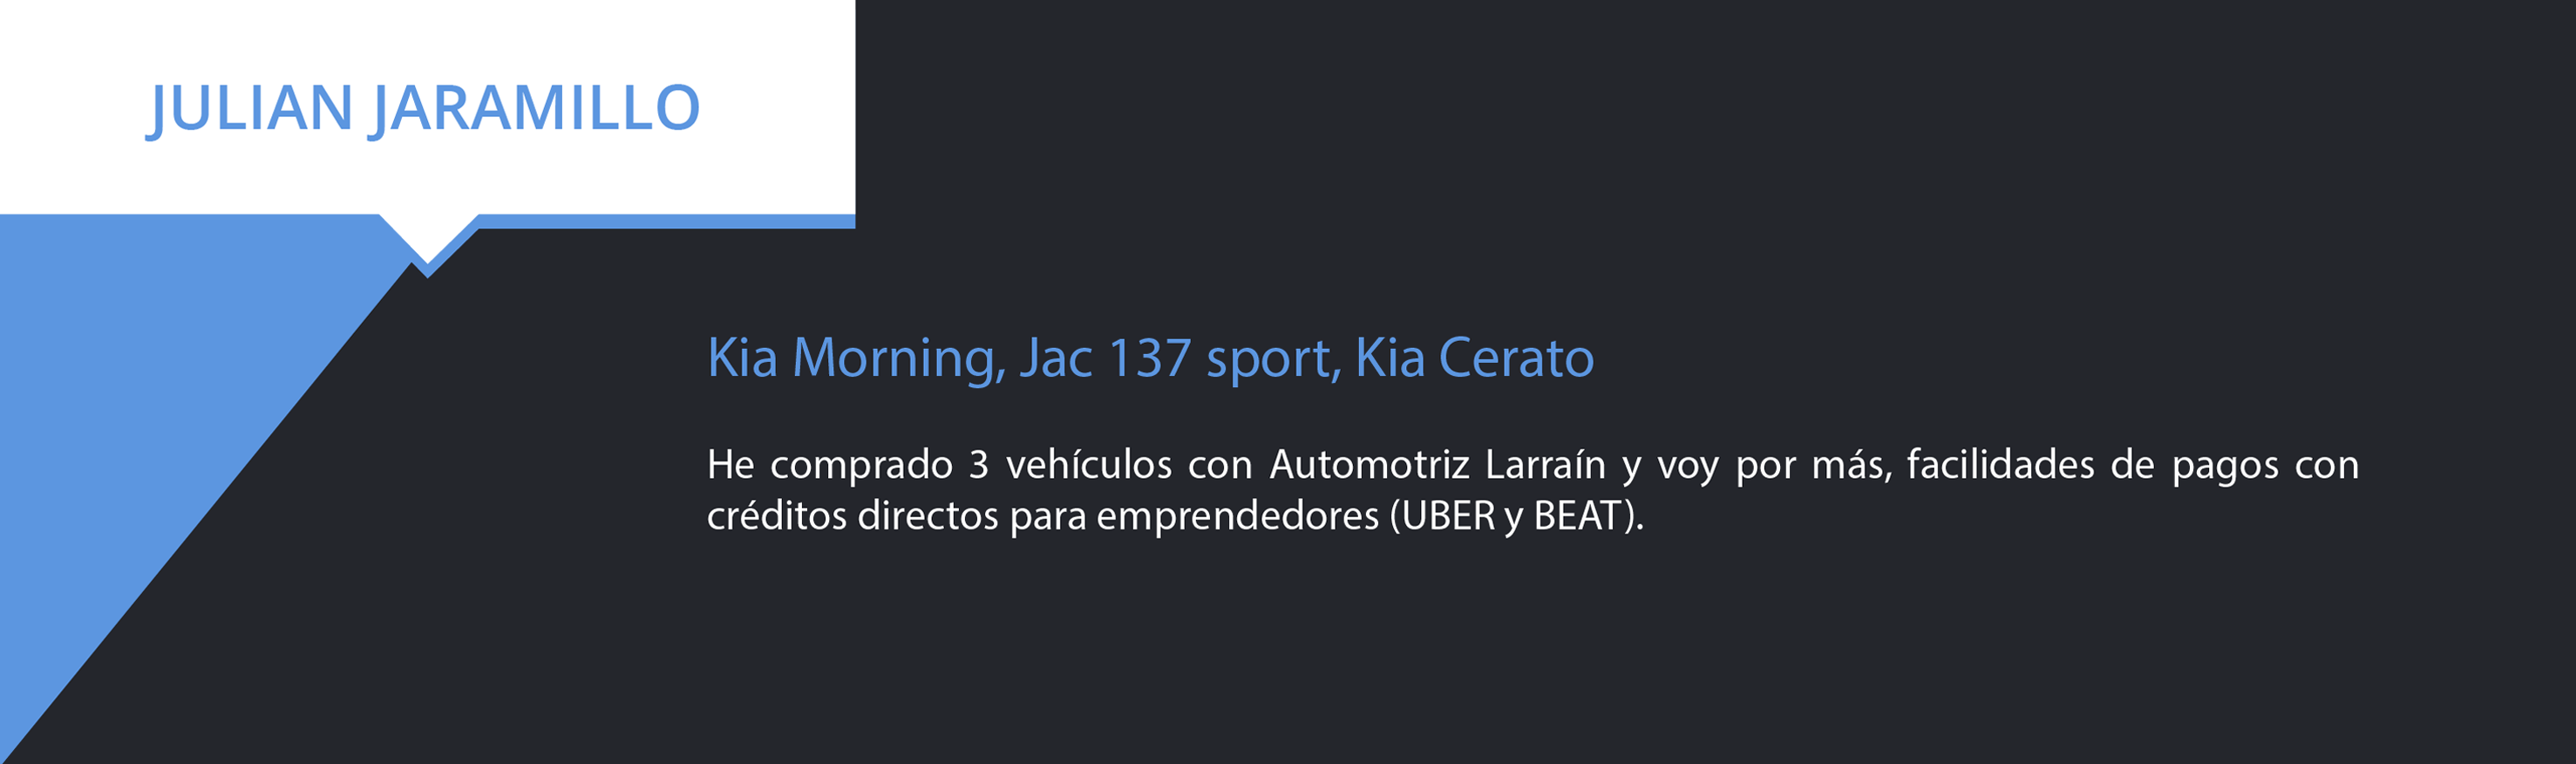 JULIAN JARAMILLO
Kia Morning, Jac 137 sport, Kia Cerato
He comprado 3 vehículos con Automotriz Larraín y voy por más, facilidades de pagos con
créditos directos para emprendedores (UBER y BEAT).